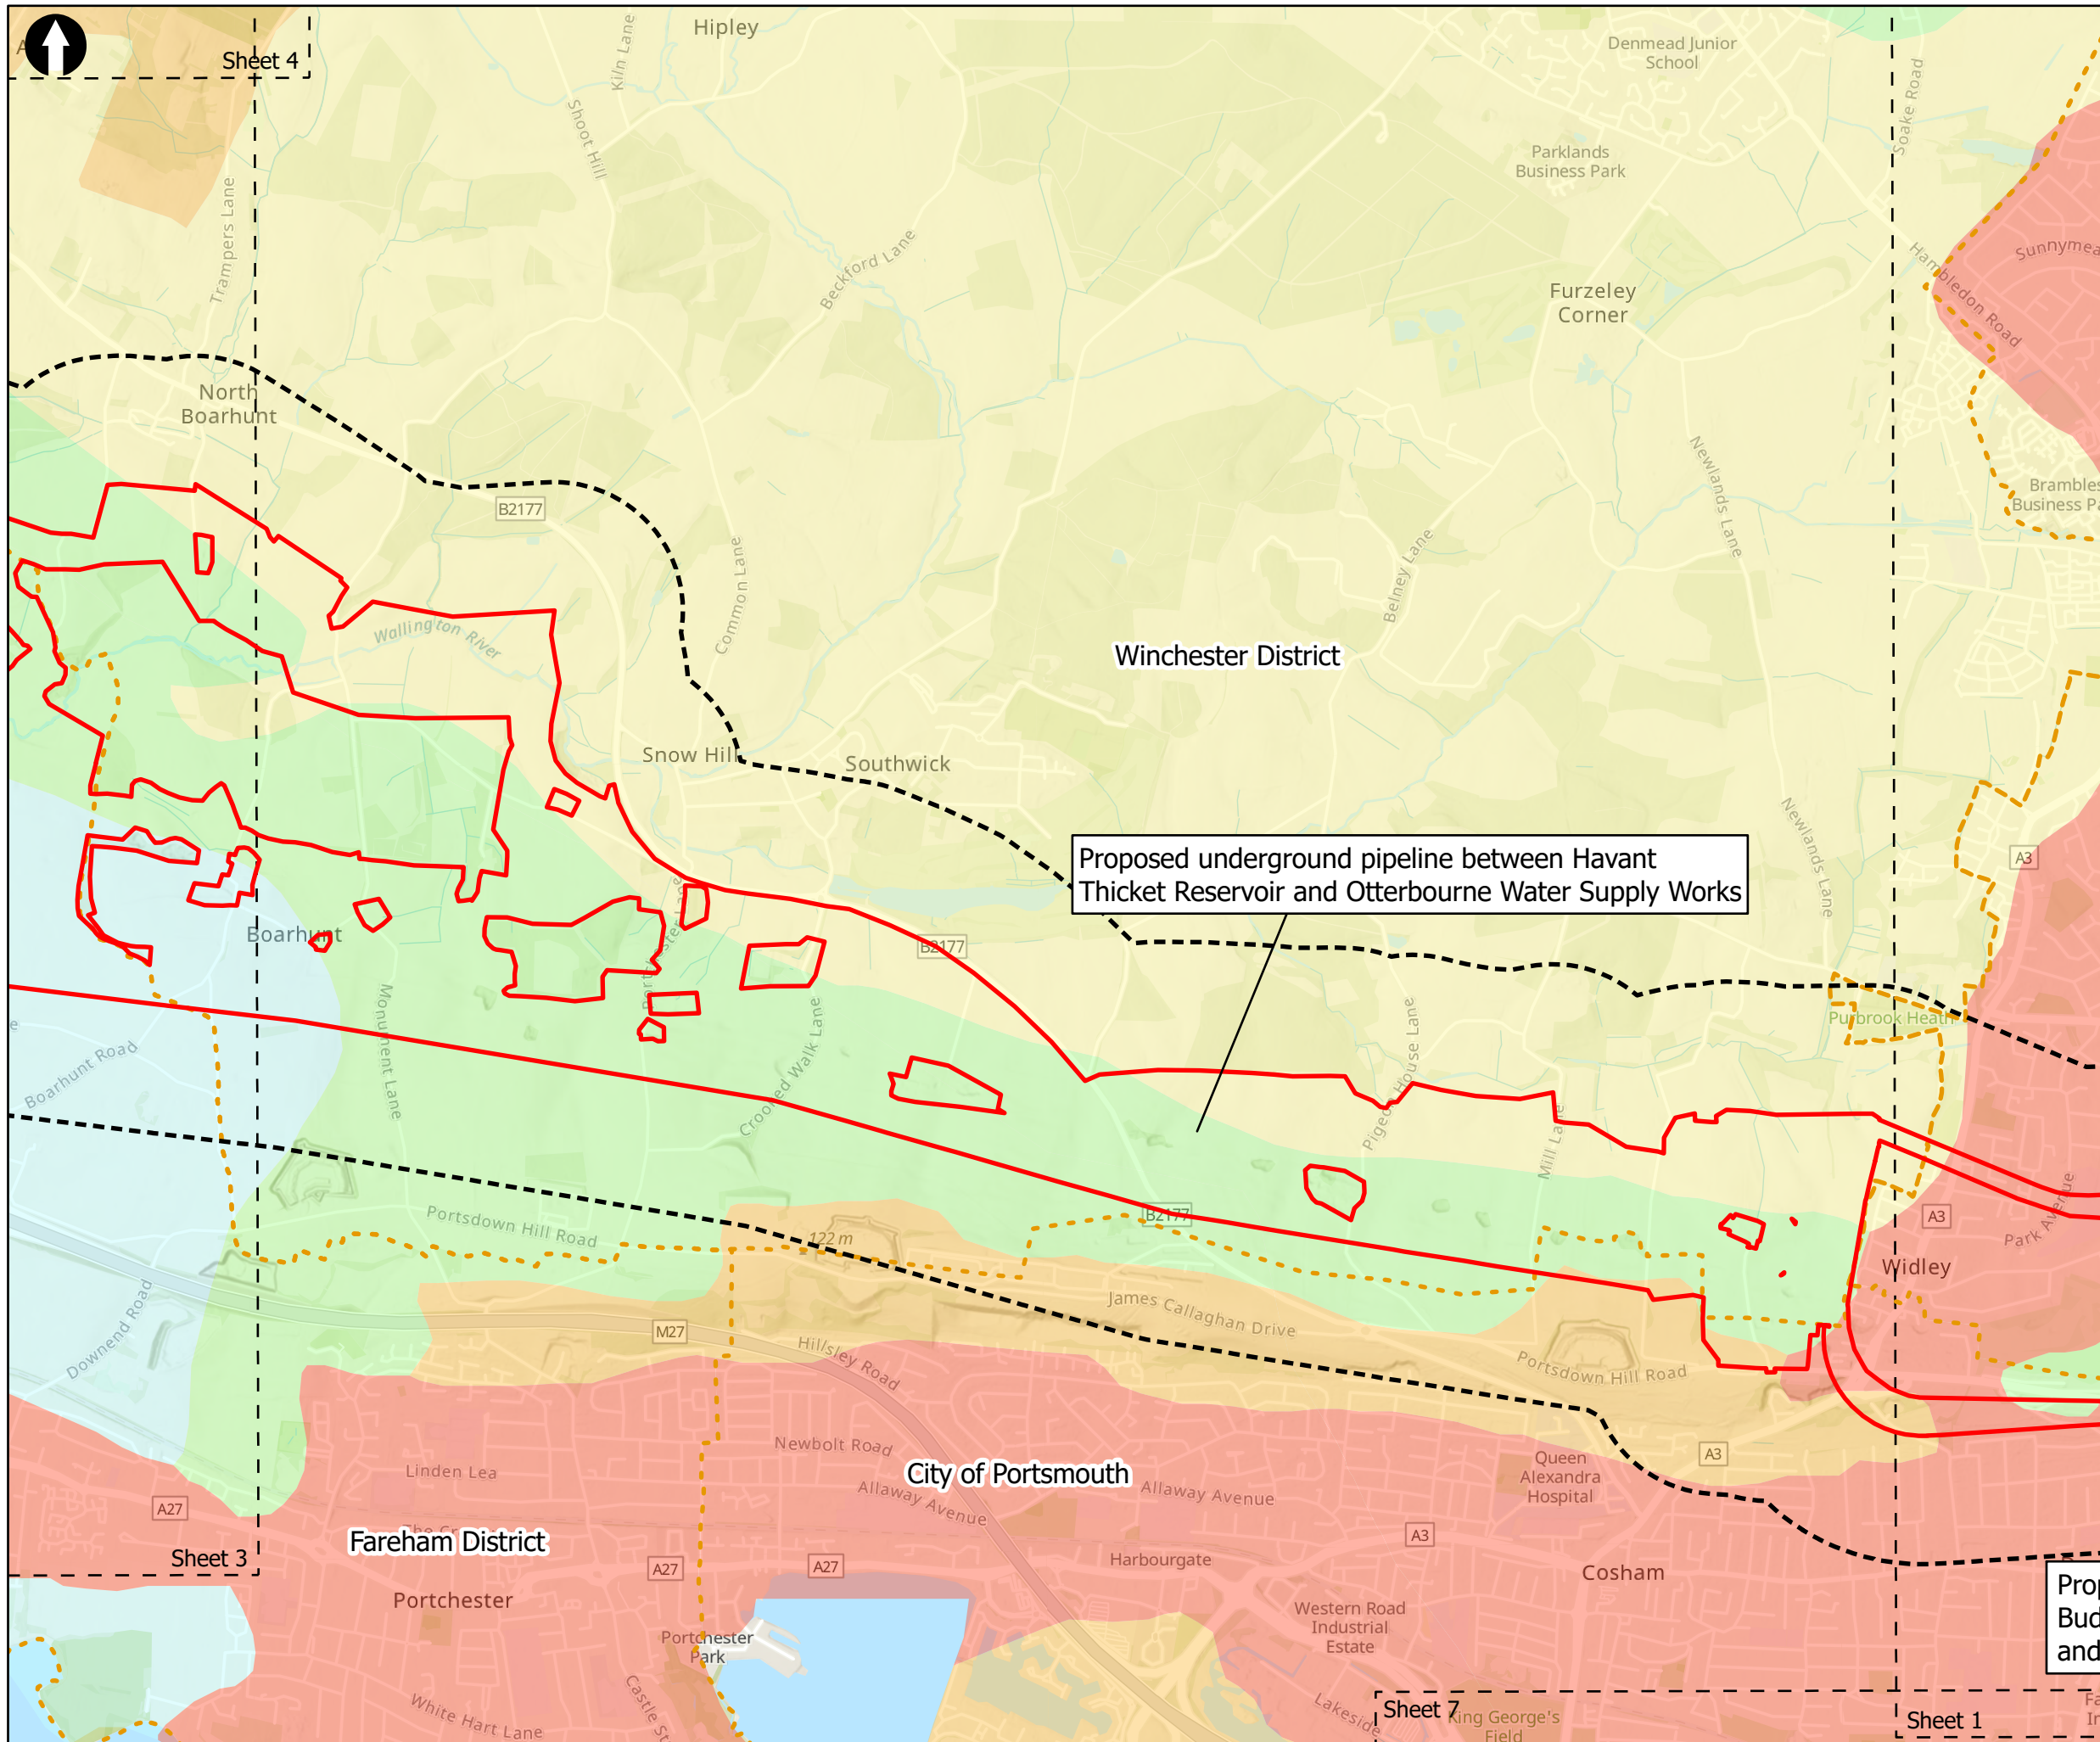 Hipley
Denmead Junior
School
Sheet 4
Kiln Lane
Soake Road
Shoot Hill
Parklands
Business Park
Trampers Lane
Beckford Lane
Hambledon Road
Furzeley
Corner
North
Boarhunt
Newlands Lane
B2177
Business
Common Lane
Belney Lane
Wallington River
Winchester District
Snow Hill
Southwick
Newlands Lane
Proposed underground pipeline between Havant
Thicket Reservoir and Otterbourne Water Supply Works
A3
Boarhunt
B2177
Monument Lane
Crooked Walk Lane
Pigeon House Lane
Purbrook Heath
Boarhunt Road
Mill Lane
Portsdown Hill Road
122 m
B2177
A3
Park Avenue
Widley
James Callaghan Drive
M27
Downend Road
Hillsley Road
Portsdown Hill Road
Newbolt Road
A3
Linden Lea
City of Portsmouth
Queen
Alexandra
Hospital
Allaway Avenue
Allaway Avenue
A27
Fareham District
A3
Sheet 3
A27
A27
Harbourgate
Cosham
Portchester
Western Road
Industrial
Estate
Portchester
Park
and
White Hart Lane
Lakeside
Sheet 7
King George's
Field
Sheet 1